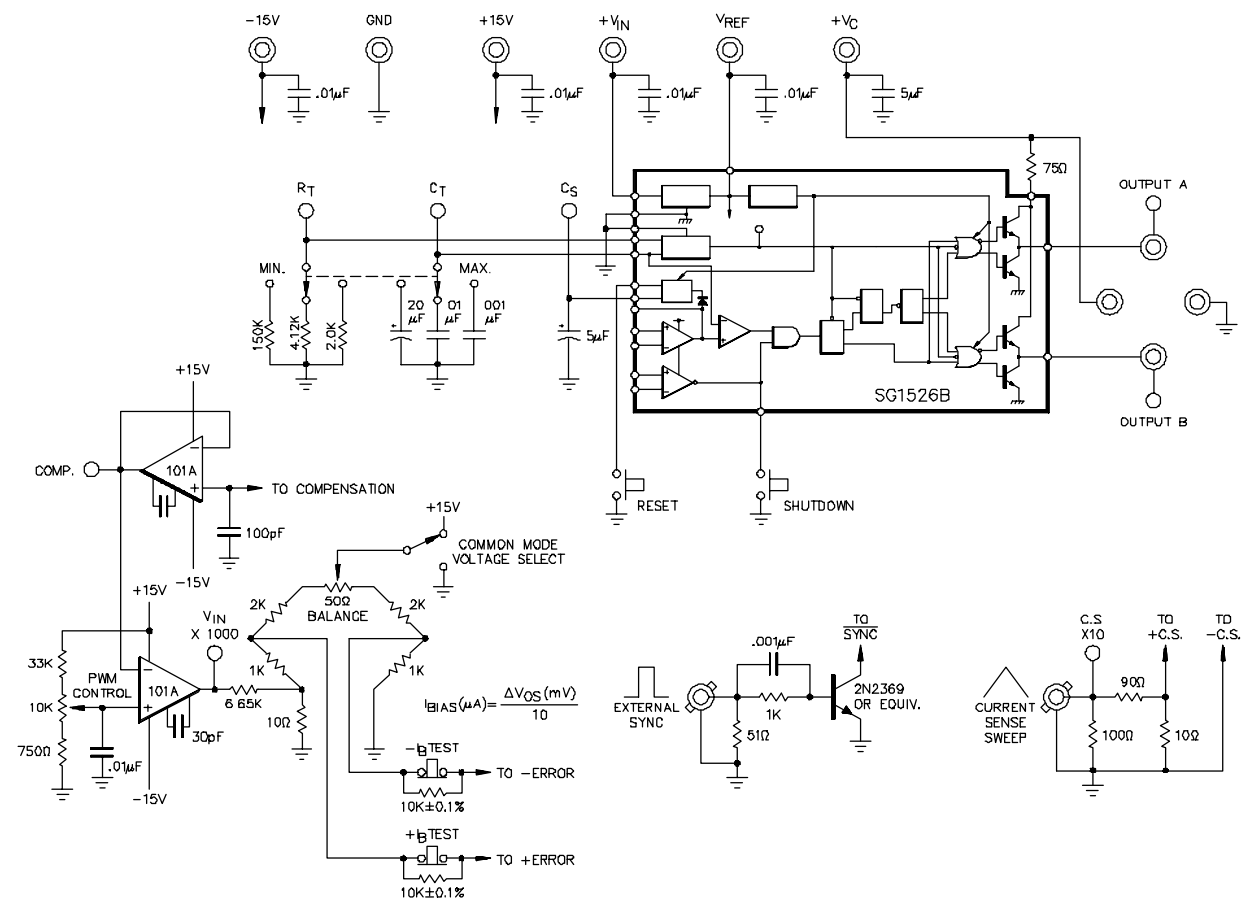 -15V GND +15V +VIN VREF +VC
.01µF .01µF .01µF .01µF 5µF
75Ω
RT CT CS OUTPUT A
MIN. MAX.
150K 4.12K 2.0K 20 µF .01 µF .001 µF 5µF
SG1526B
OUTPUT B
+15V
COMP. 101A
TO COMPENSATION
RESET SHUTDOWN
100pF
+15V
COMMON MODE
VOLTAGE SELECT
-15V
+15V
50Ω
BALANCE
2K 2K
VIN
X 1000
1K 1K
33K
PWM
CONTROL
101A
10K
6.65K
10Ω
750Ω
.01µF
30pF
-15V
IBIAS(µA)=ΔVOS(mV)
10
-IB TEST
TO -ERROR
10K±0.1%
+IB TEST
TO +ERROR
10K±0.1%
TO
SYNC
.001µF
EXTERNAL
SYNC
1K
2N2369
OR EQUIV.
51Ω
C.S
X10
TO
+C.S.
TO
-C.S.
90Ω
CURRENT
SENSE
SWEEP
100Ω 10Ω